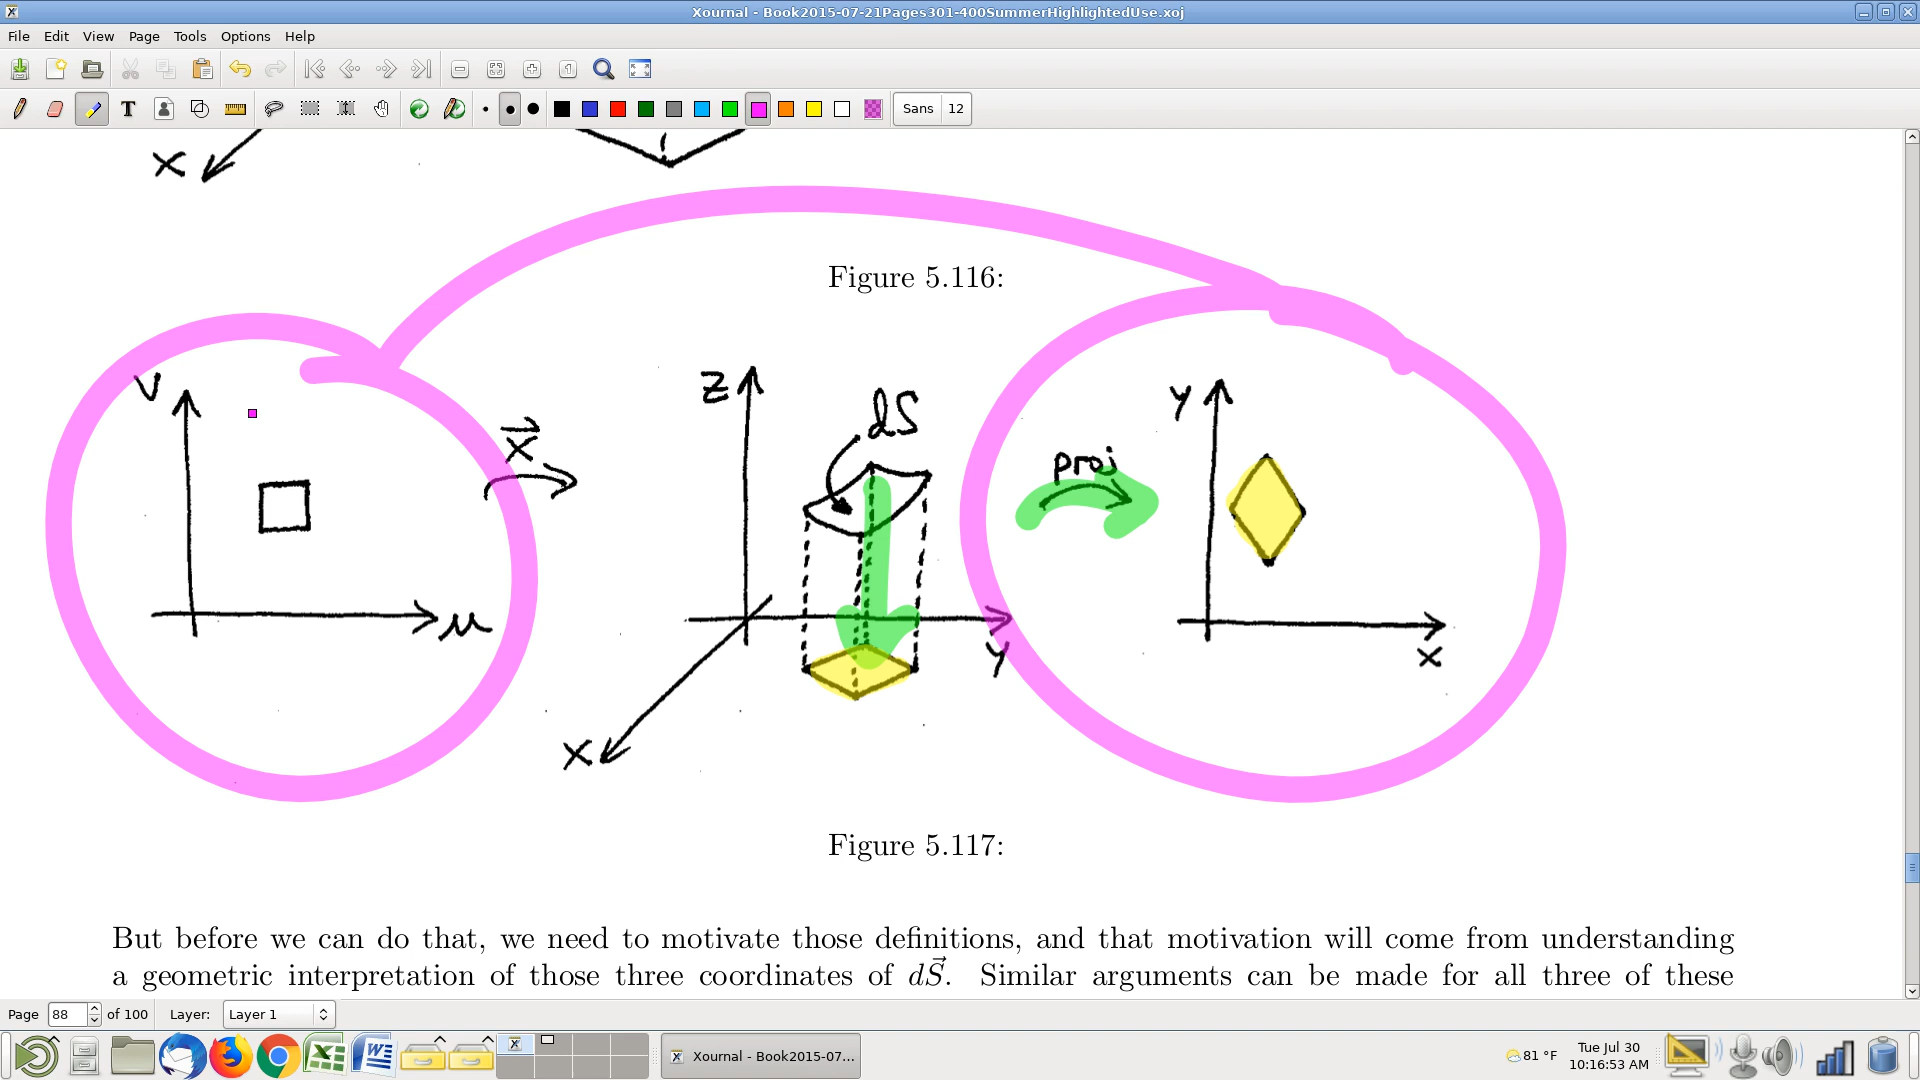 Xournal - Book2015-07-21Pages301-400SummerHighlightedUse.xoj
File Edit View Page Tools Options Help
T Sans 12
x
Figure 5.116:
v
u
x⃗
z
dS
y
x
proj
y
x
Figure 5.117:
But before we can do that, we need to motivate those definitions, and that motivation will come from understanding
a geometric interpretation of those three coordinates of dS⃗. Similar arguments can be made for all three of these
Page 88 of 100 Layer: Layer 1
Xournal - Book2015-07...
81 °F
Tue Jul 30
10:16:53 AM